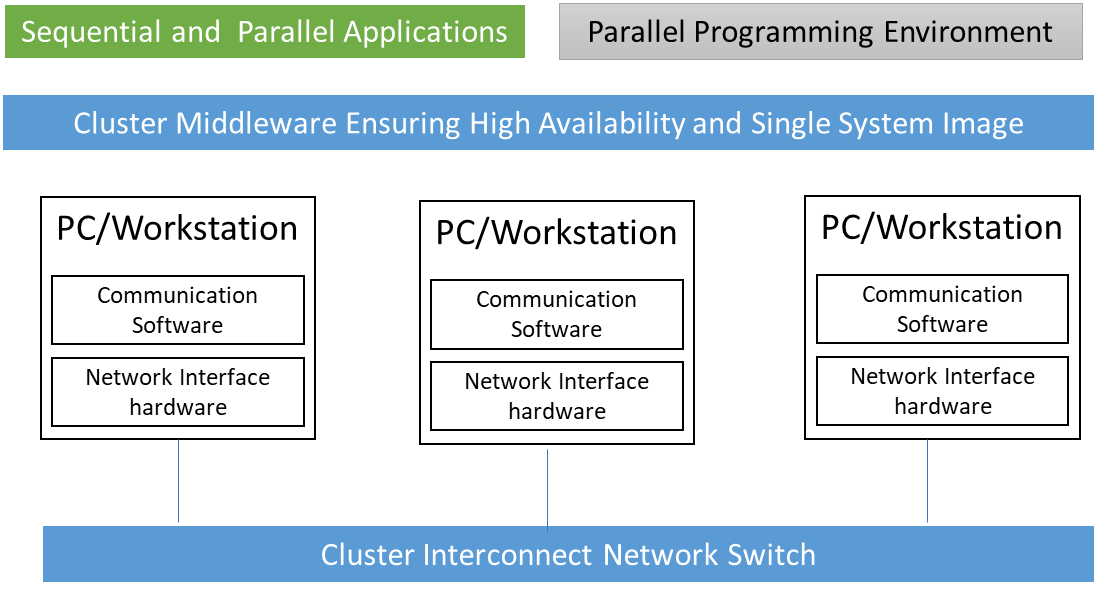 Sequential and Parallel Applications
Parallel Programming Environment
Cluster Middleware Ensuring High Availability and Single System Image
PC/Workstation
Communication
Software
Network Interface
hardware
PC/Workstation
Communication
Software
Network Interface
hardware
PC/Workstation
Communication
Software
Network Interface
hardware
Cluster Interconnect Network Switch